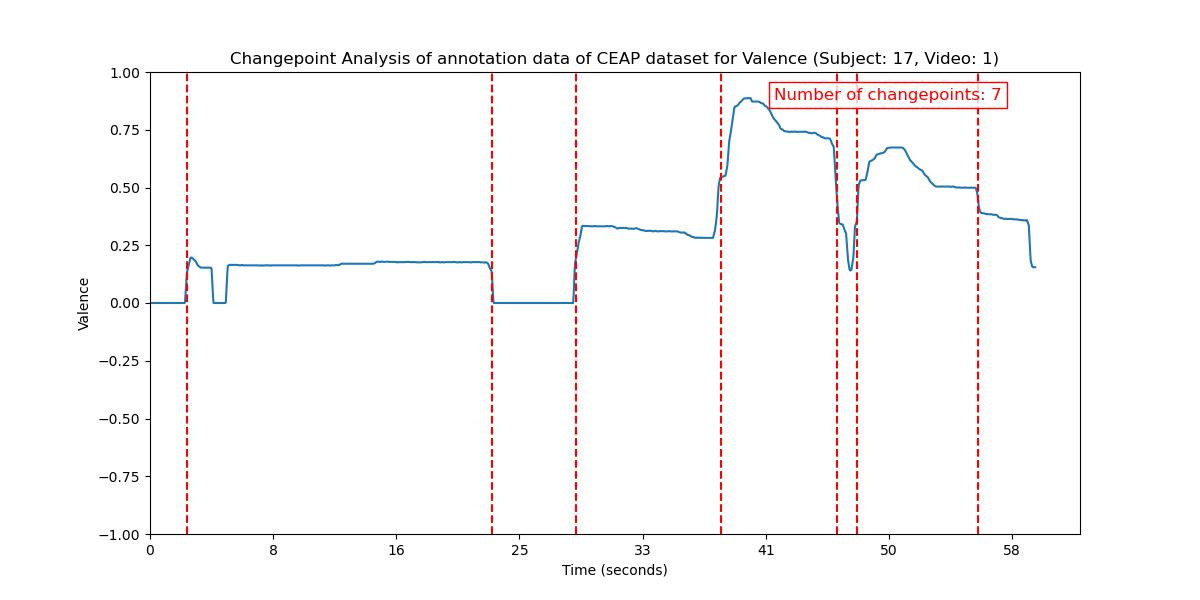 Changepoint Analysis of annotation data of CEAP dataset for Valence (Subject: 17, Video: 1)
Number of changepoints: 7
1.00
0.75
0.50
0.25
0.00
−0.25
−0.50
−0.75
−1.00
Valence
0 8 16 25 33 41 50 58
Time (seconds)